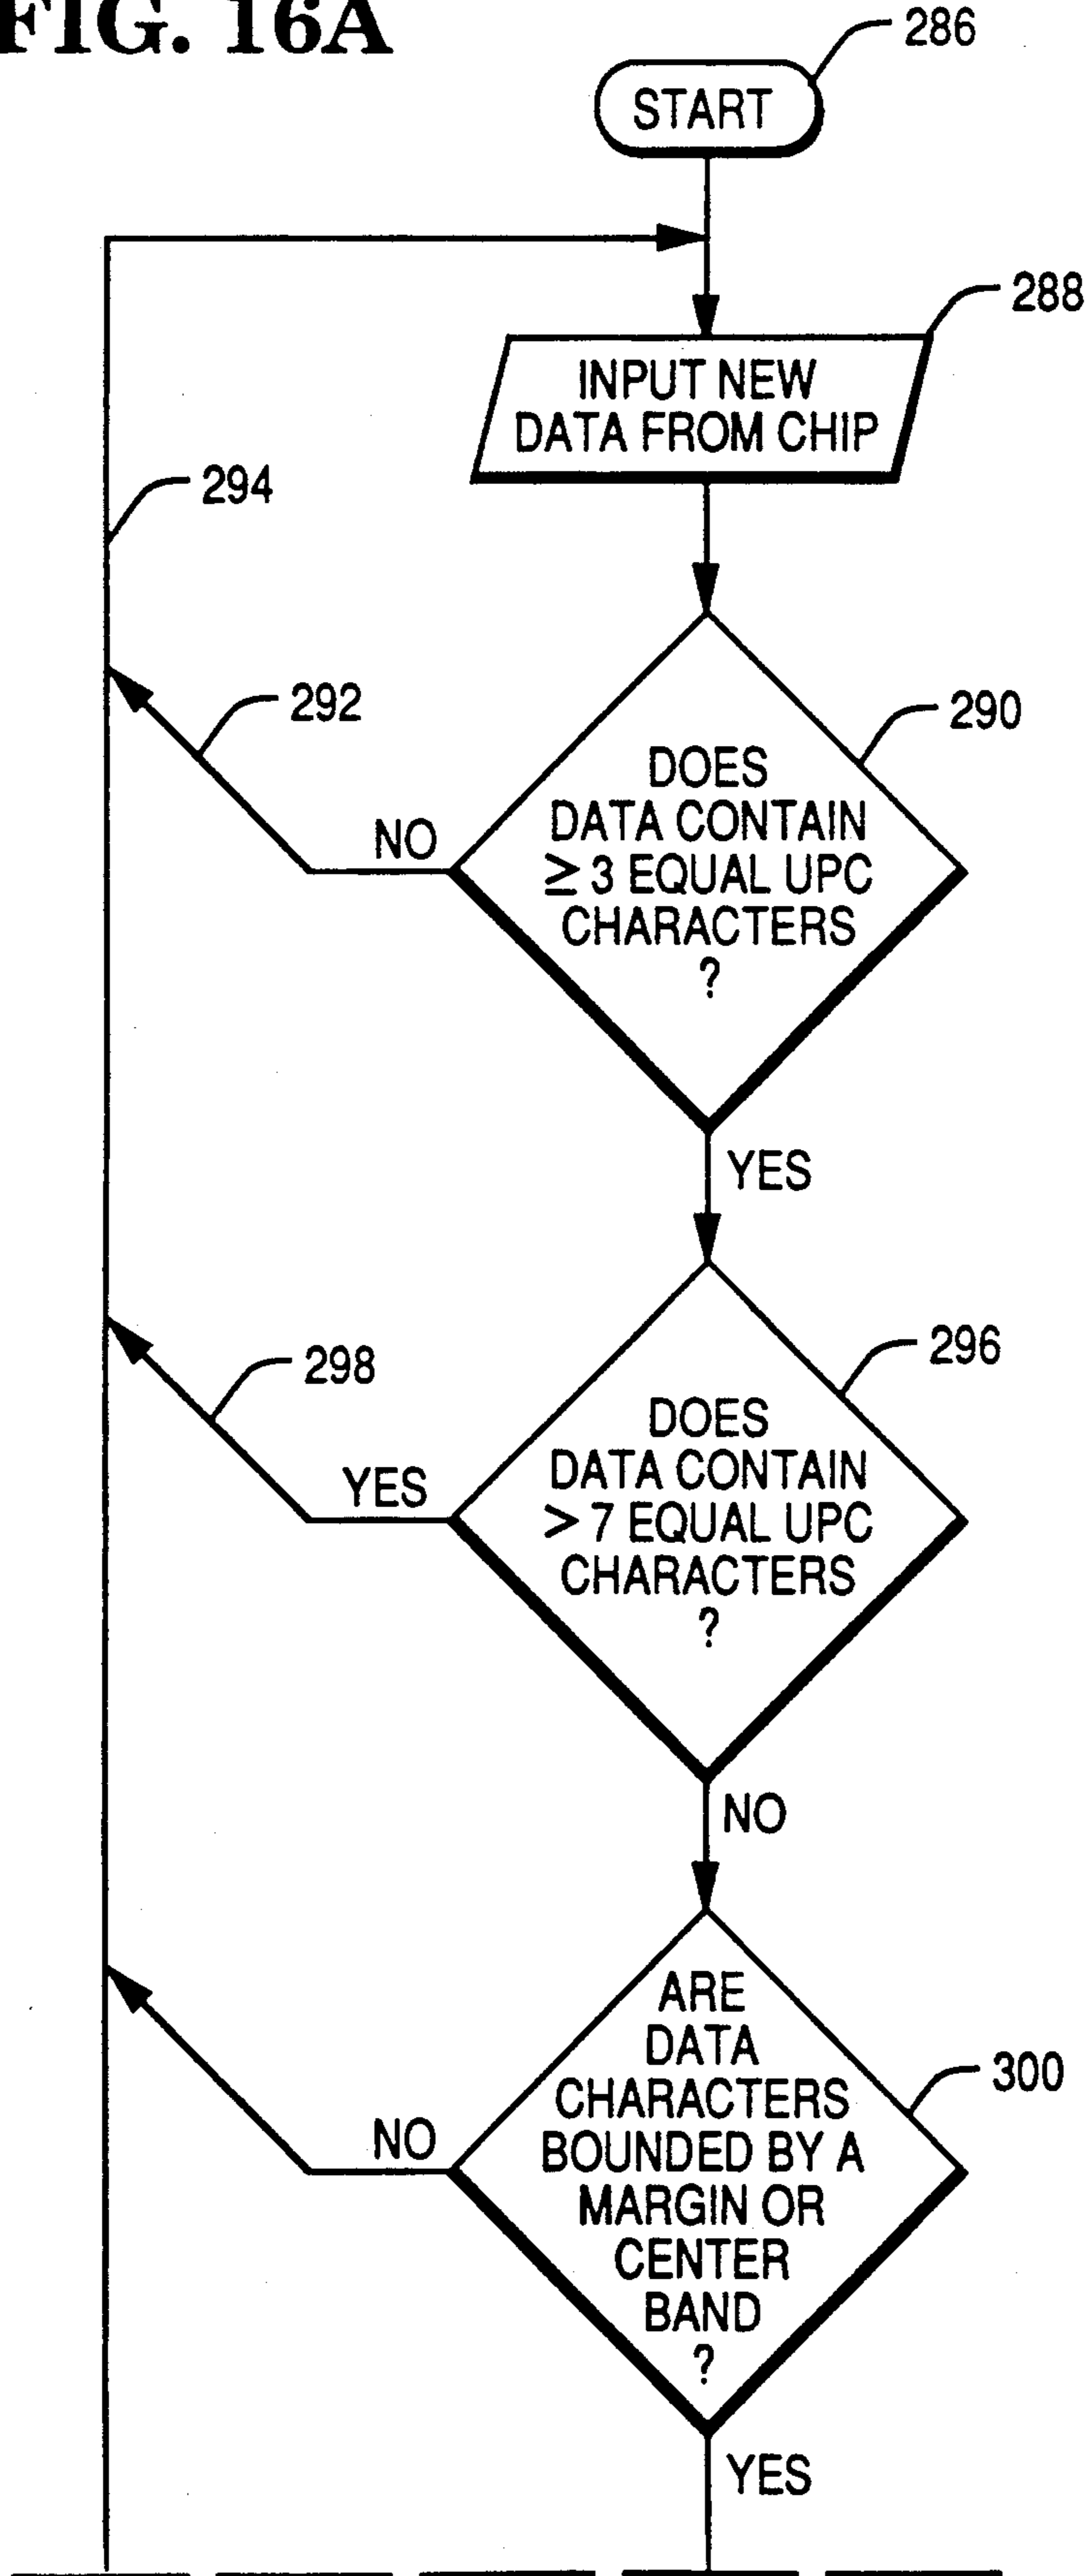 FIG. 16A
286
START
288
INPUT NEW
DATA FROM CHIP
294
292
290
DOES
DATA CONTAIN
≥ 3 EQUAL UPC
CHARACTERS
?
NO
YES
298
296
DOES
DATA CONTAIN
> 7 EQUAL UPC
CHARACTERS
?
YES
NO
300
ARE
DATA
CHARACTERS
BOUNDED BY A
MARGIN OR
CENTER
BAND
?
NO
YES